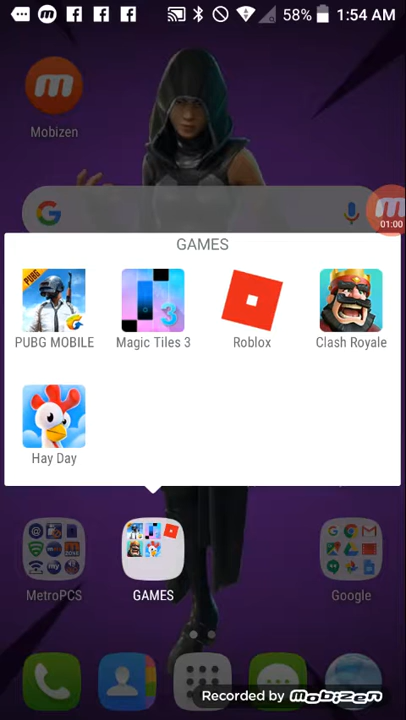 58% 1:54 AM
Mobizen
01:00
GAMES
PUBG
PUBG MOBILE
Magic Tiles 3
Roblox
Clash Royale
Hay Day
MetroPCS
GAMES
Google
Recorded by Mobizen